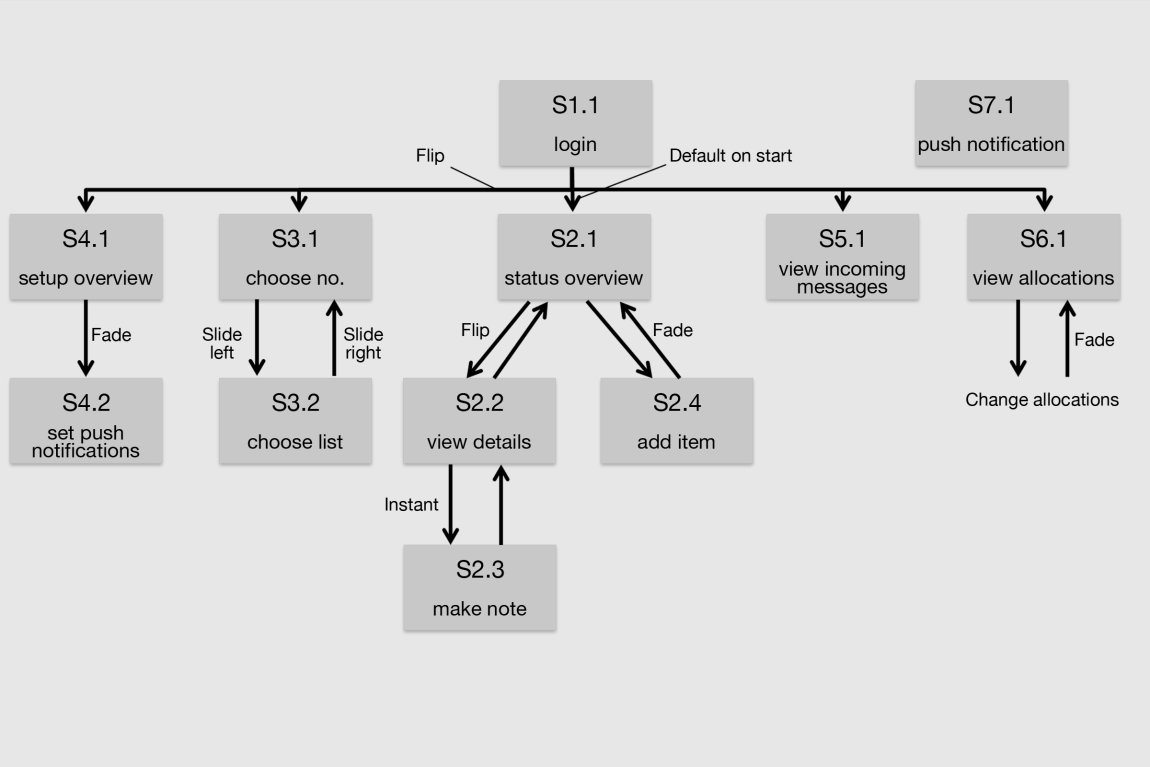 S1.1
login
S7.1
push notification
Flip
Default on start
S4.1
setup overview
S3.1
choose no.
S2.1
status overview
S5.1
view incoming
messages
S6.1
view allocations
Fade
Slide
left
Slide
right
Flip
Fade
Fade
S4.2
set push
notifications
S3.2
choose list
S2.2
view details
S2.4
add item
Change allocations
Instant
S2.3
make note